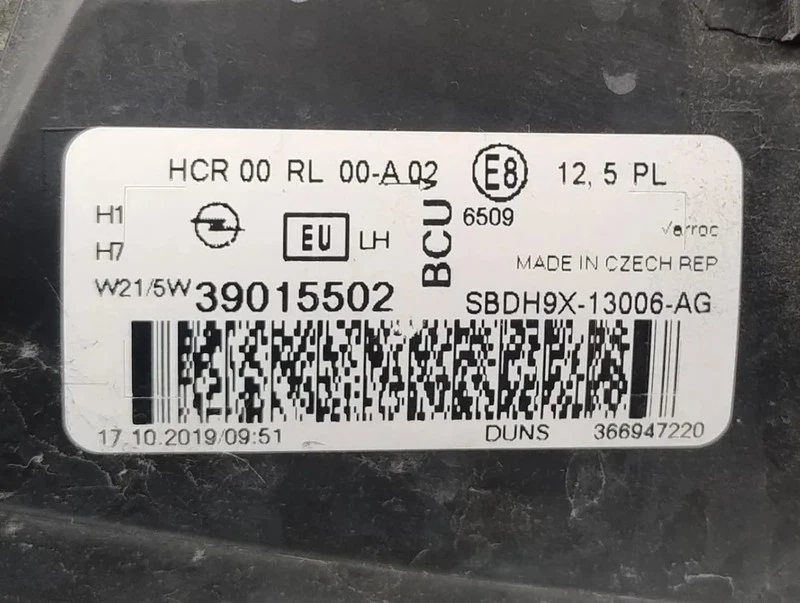 HCR 00 RL 00-A 02 E8 12, 5 PL
H1
H7
W21/5W
EU LH
BCU
6509
Varroc
MADE IN CZECH REP
39015502
SBDH9X-13006-AG
17.10.2019/09:51 DUNS 366947220